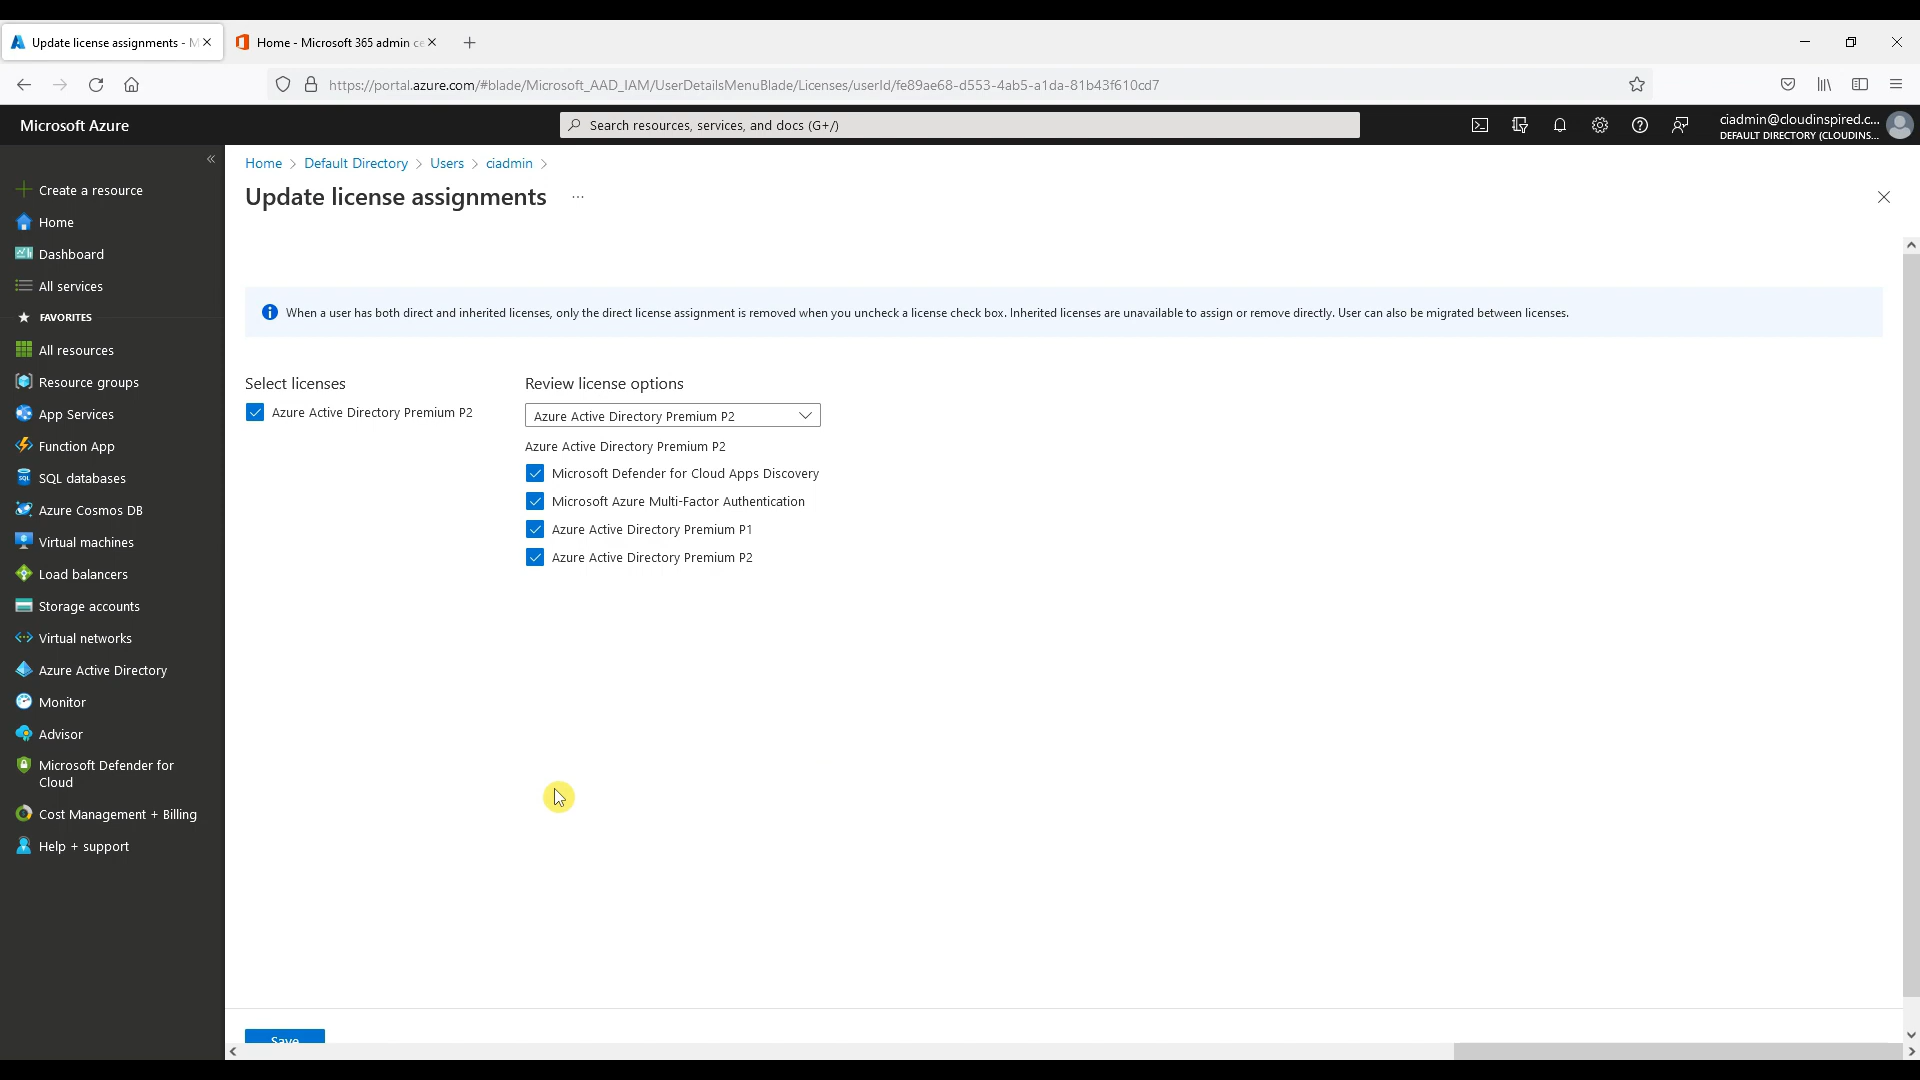 Update license assignments - M
Home - Microsoft 365 admin ce
https://portal.azure.com/#blade/Microsoft_AAD_IAM/UserDetailsMenuBlade/Licenses/userId/fe89ae68-d553-4ab5-a1da-81b43f610cd7
Microsoft Azure
Search resources, services, and docs (G+/)
ciadmin@cloudinspired.c...
DEFAULT DIRECTORY (CLOUDINS...
Create a resource
Home
Dashboard
All services
FAVORITES
All resources
Resource groups
App Services
Function App
SQL databases
Azure Cosmos DB
Virtual machines
Load balancers
Storage accounts
Virtual networks
Azure Active Directory
Monitor
Advisor
Microsoft Defender for
Cloud
Cost Management + Billing
Help + support
Home > Default Directory > Users > ciadmin >
Update license assignments ...
When a user has both direct and inherited licenses, only the direct license assignment is removed when you uncheck a license check box. Inherited licenses are unavailable to assign or remove directly. User can also be migrated between licenses.
Select licenses
Azure Active Directory Premium P2
Review license options
Azure Active Directory Premium P2
Azure Active Directory Premium P2
Microsoft Defender for Cloud Apps Discovery
Microsoft Azure Multi-Factor Authentication
Azure Active Directory Premium P1
Azure Active Directory Premium P2
Save